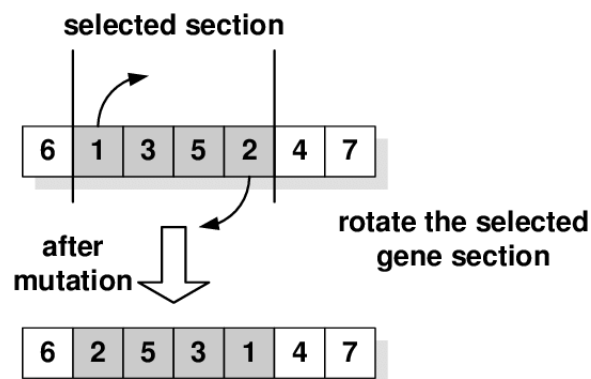 selected section
6 1 3 5 2 4 7
rotate the selected
gene section
after
mutation
6 2 5 3 1 4 7